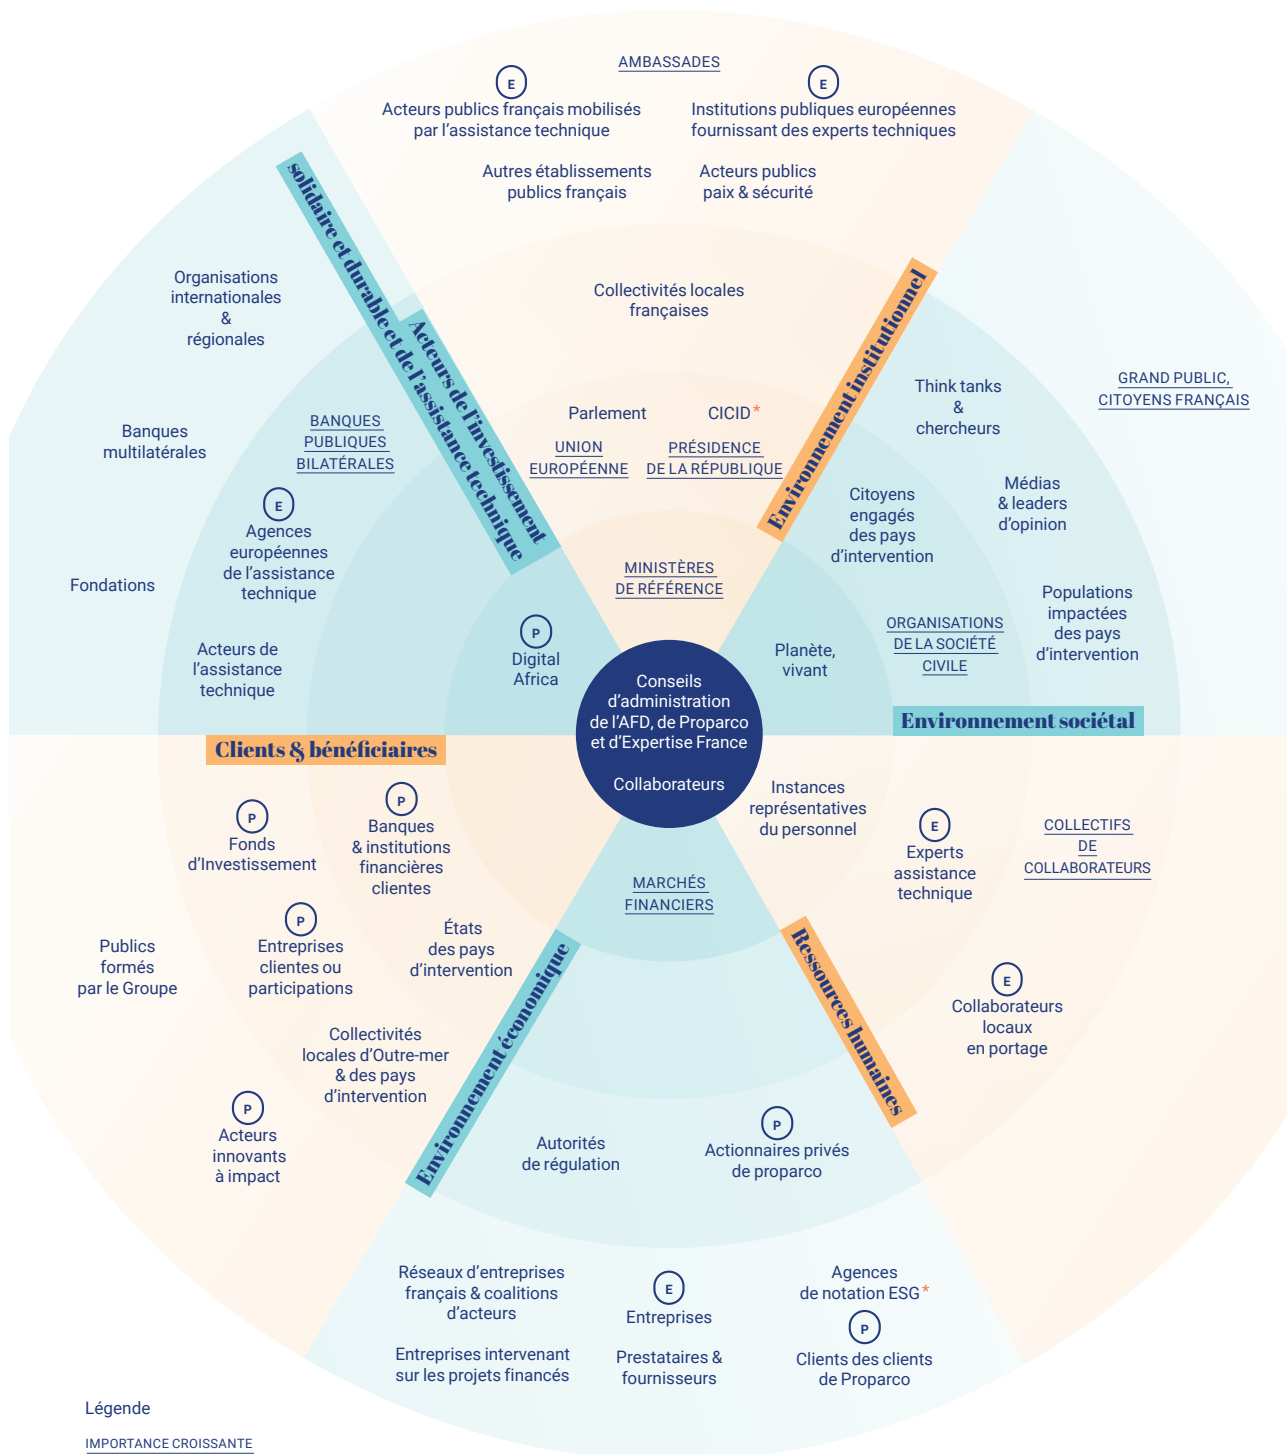 AMBASSADES
E
Acteurs publics français mobilisés
par l’assistance technique
E
Institutions publiques européennes
fournissant des experts techniques
Autres établissements
publics français
Acteurs publics
paix & sécurité
Collectivités locales
françaises
Parlement
CICID*
UNION
EUROPÉENNE
PRÉSIDENCE
DE LA RÉPUBLIQUE
MINISTÈRES
DE RÉFÉRENCE
Environnement institutionnel
Acteurs de l’investissement
solidaire et durable et de l’assistance technique
Organisations
internationales
&
régionales
Banques
multilatérales
BANQUES
PUBLIQUES
BILATÉRALES
E
Agences
européennes
de l’assistance
technique
Fondations
Acteurs de
l’assistance
technique
P
Digital
Africa
Think tanks
&
chercheurs
GRAND PUBLIC,
CITOYENS FRANÇAIS
Médias
& leaders
d’opinion
Citoyens
engagés
des pays
d’intervention
Populations
impactées
des pays
d’intervention
ORGANISATIONS
DE LA SOCIÉTÉ
CIVILE
Planète,
vivant
Environnement sociétal
Conseils
d’administration
de l’AFD, de Proparco
et d’Expertise France
Collaborateurs
Clients & bénéficiaires
P
Fonds
d’Investissement
P
Banques
& institutions
financières
clientes
P
Entreprises
clientes ou
participations
États
des pays
d’intervention
Publics
formés
par le Groupe
Collectivités
locales d’Outre-mer
& des pays
d’intervention
P
Acteurs
innovants
à impact
Instances
représentatives
du personnel
E
Experts
assistance
technique
COLLECTIFS
DE
COLLABORATEURS
E
Collaborateurs
locaux
en portage
Ressources humaines
MARCHÉS
FINANCIERS
Environnement économique
Autorités
de régulation
P
Actionnaires privés
de proparco
Réseaux d’entreprises
français & coalitions
d’acteurs
E
Entreprises
Agences
de notation ESG*
Entreprises intervenant
sur les projets financés
Prestataires &
fournisseurs
P
Clients des clients
de Proparco
Légende
IMPORTANCE CROISSANTE